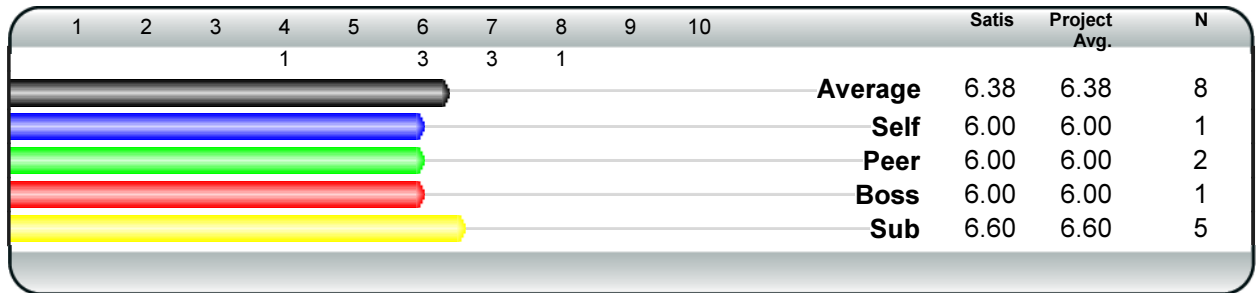 1 2 3 4 5 6 7 8 9 10 Satis Project Avg. N
1 3 3 1
Average 6.38 6.38 8
Self 6.00 6.00 1
Peer 6.00 6.00 2
Boss 6.00 6.00 1
Sub 6.60 6.60 5